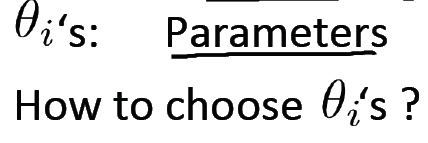 θᵢ‘s: Parameters
How to choose θᵢ‘s ?